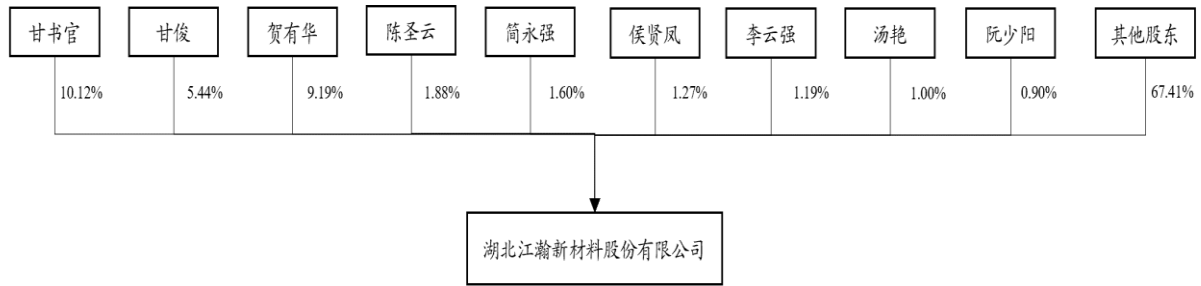 甘书官
甘俊
贺有华
陈圣云
简永强
侯贤凤
李云强
汤艳
阮少阳
其他股东
10.12%
5.44%
9.19%
1.88%
1.60%
1.27%
1.19%
1.00%
0.90%
67.41%
湖北江瀚新材料股份有限公司